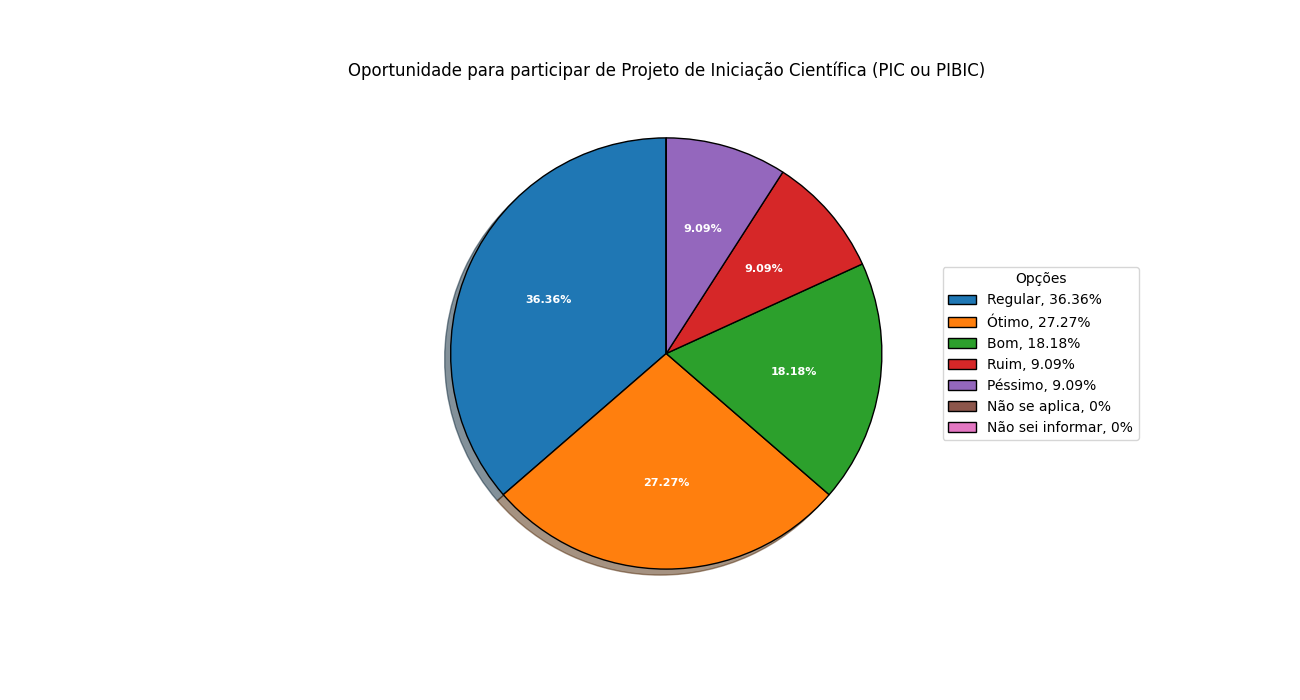 Oportunidade para participar de Projeto de Iniciação Científica (PIC ou PIBIC)
9.09%
9.09%
36.36%
18.18%
27.27%
Opções
Regular, 36.36%
Ótimo, 27.27%
Bom, 18.18%
Ruim, 9.09%
Péssimo, 9.09%
Não se aplica, 0%
Não sei informar, 0%